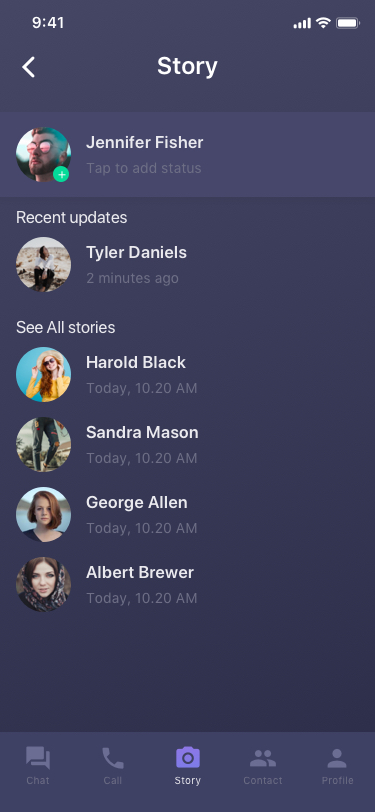 9:41
Story
Jennifer Fisher
Tap to add status
Recent updates
Tyler Daniels
2 minutes ago
See All stories
Harold Black
Today, 10.20 AM
Sandra Mason
Today, 10.20 AM
George Allen
Today, 10.20 AM
Albert Brewer
Today, 10.20 AM
Chat
Call
Story
Contact
Profile